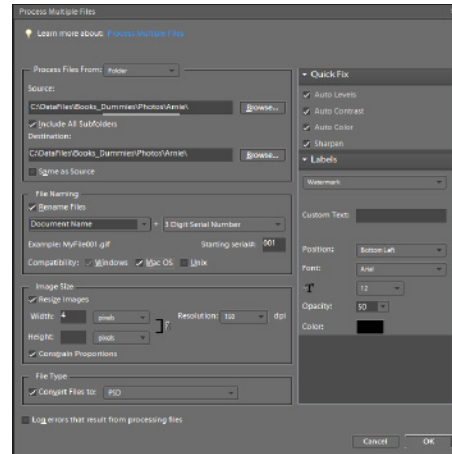 Process Multiple Files
Learn more about: Process Multiple Files
Process Files From: Folder
Source:
C:\DataFiles\Books_Dummies\Photos\Arnie\ Browse...
Include All Subfolders
Destination:
C:\DataFiles\Books_Dummies\Photos\Arnie\ Browse...
Same as Source
File Naming
Rename Files
Document Name + 3 Digit Serial Number
Example: MyFile001.gif Starting serial#: 001
Compatibility: Windows Mac OS Unix
Image Size
Resize Images
Width: 4 pixels Resolution: 150 dpi
Height: pixels
Constrain Proportions
File Type
Convert Files to: PSD
Log errors that result from processing files
Quick Fix
Auto Levels
Auto Contrast
Auto Color
Sharpen
Labels
Watermark
Custom Text:
Position: Bottom Left
Font: Arial
T 12
Opacity: 50
Color:
Cancel OK